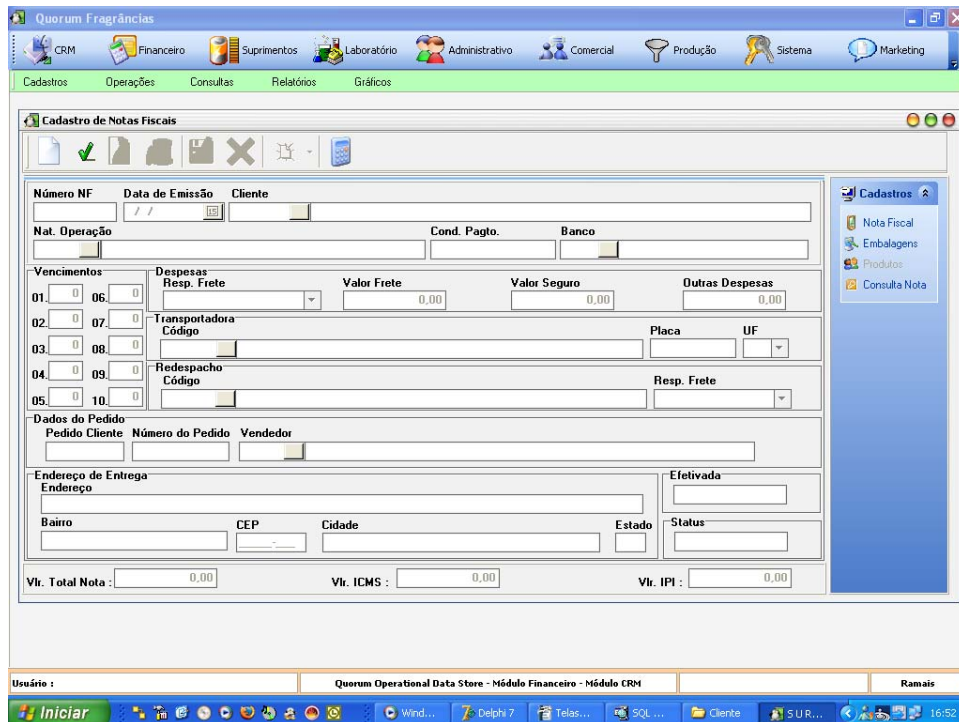 Quorum Fragrâncias
CRM Financeiro Suprimentos Laboratório Administrativo Comercial Produção Sistema Marketing
Cadastros Operações Consultas Relatórios Gráficos
Cadastro de Notas Fiscais
Número NF Data de Emissão Cliente
/ / 15
Nat. Operação Cond. Pagto. Banco
Vencimentos Despesas
Resp. Frete Valor Frete Valor Seguro Outras Despesas
01. 0 06. 0 0,00 0,00 0,00
02. 0 07. 0 Transportadora
Código Placa UF
03. 0 08. 0
04. 0 09. 0 Redespacho
Código Resp. Frete
05. 0 10. 0
Dados do Pedido
Pedido Cliente Número do Pedido Vendedor
Endereço de Entrega Efetivada
Endereço
Bairro CEP Cidade Estado Status
_____-___
Vlr. Total Nota : 0,00 Vlr. ICMS : 0,00 Vlr. IPI : 0,00
Cadastros
Nota Fiscal
Embalagens
Produtos
Consulta Nota
Usuário : Quorum Operational Data Store - Módulo Financeiro - Módulo CRM Ramais
Iniciar Wind... Delphi 7 Telas... SQL ... Cliente SUR... 16:52